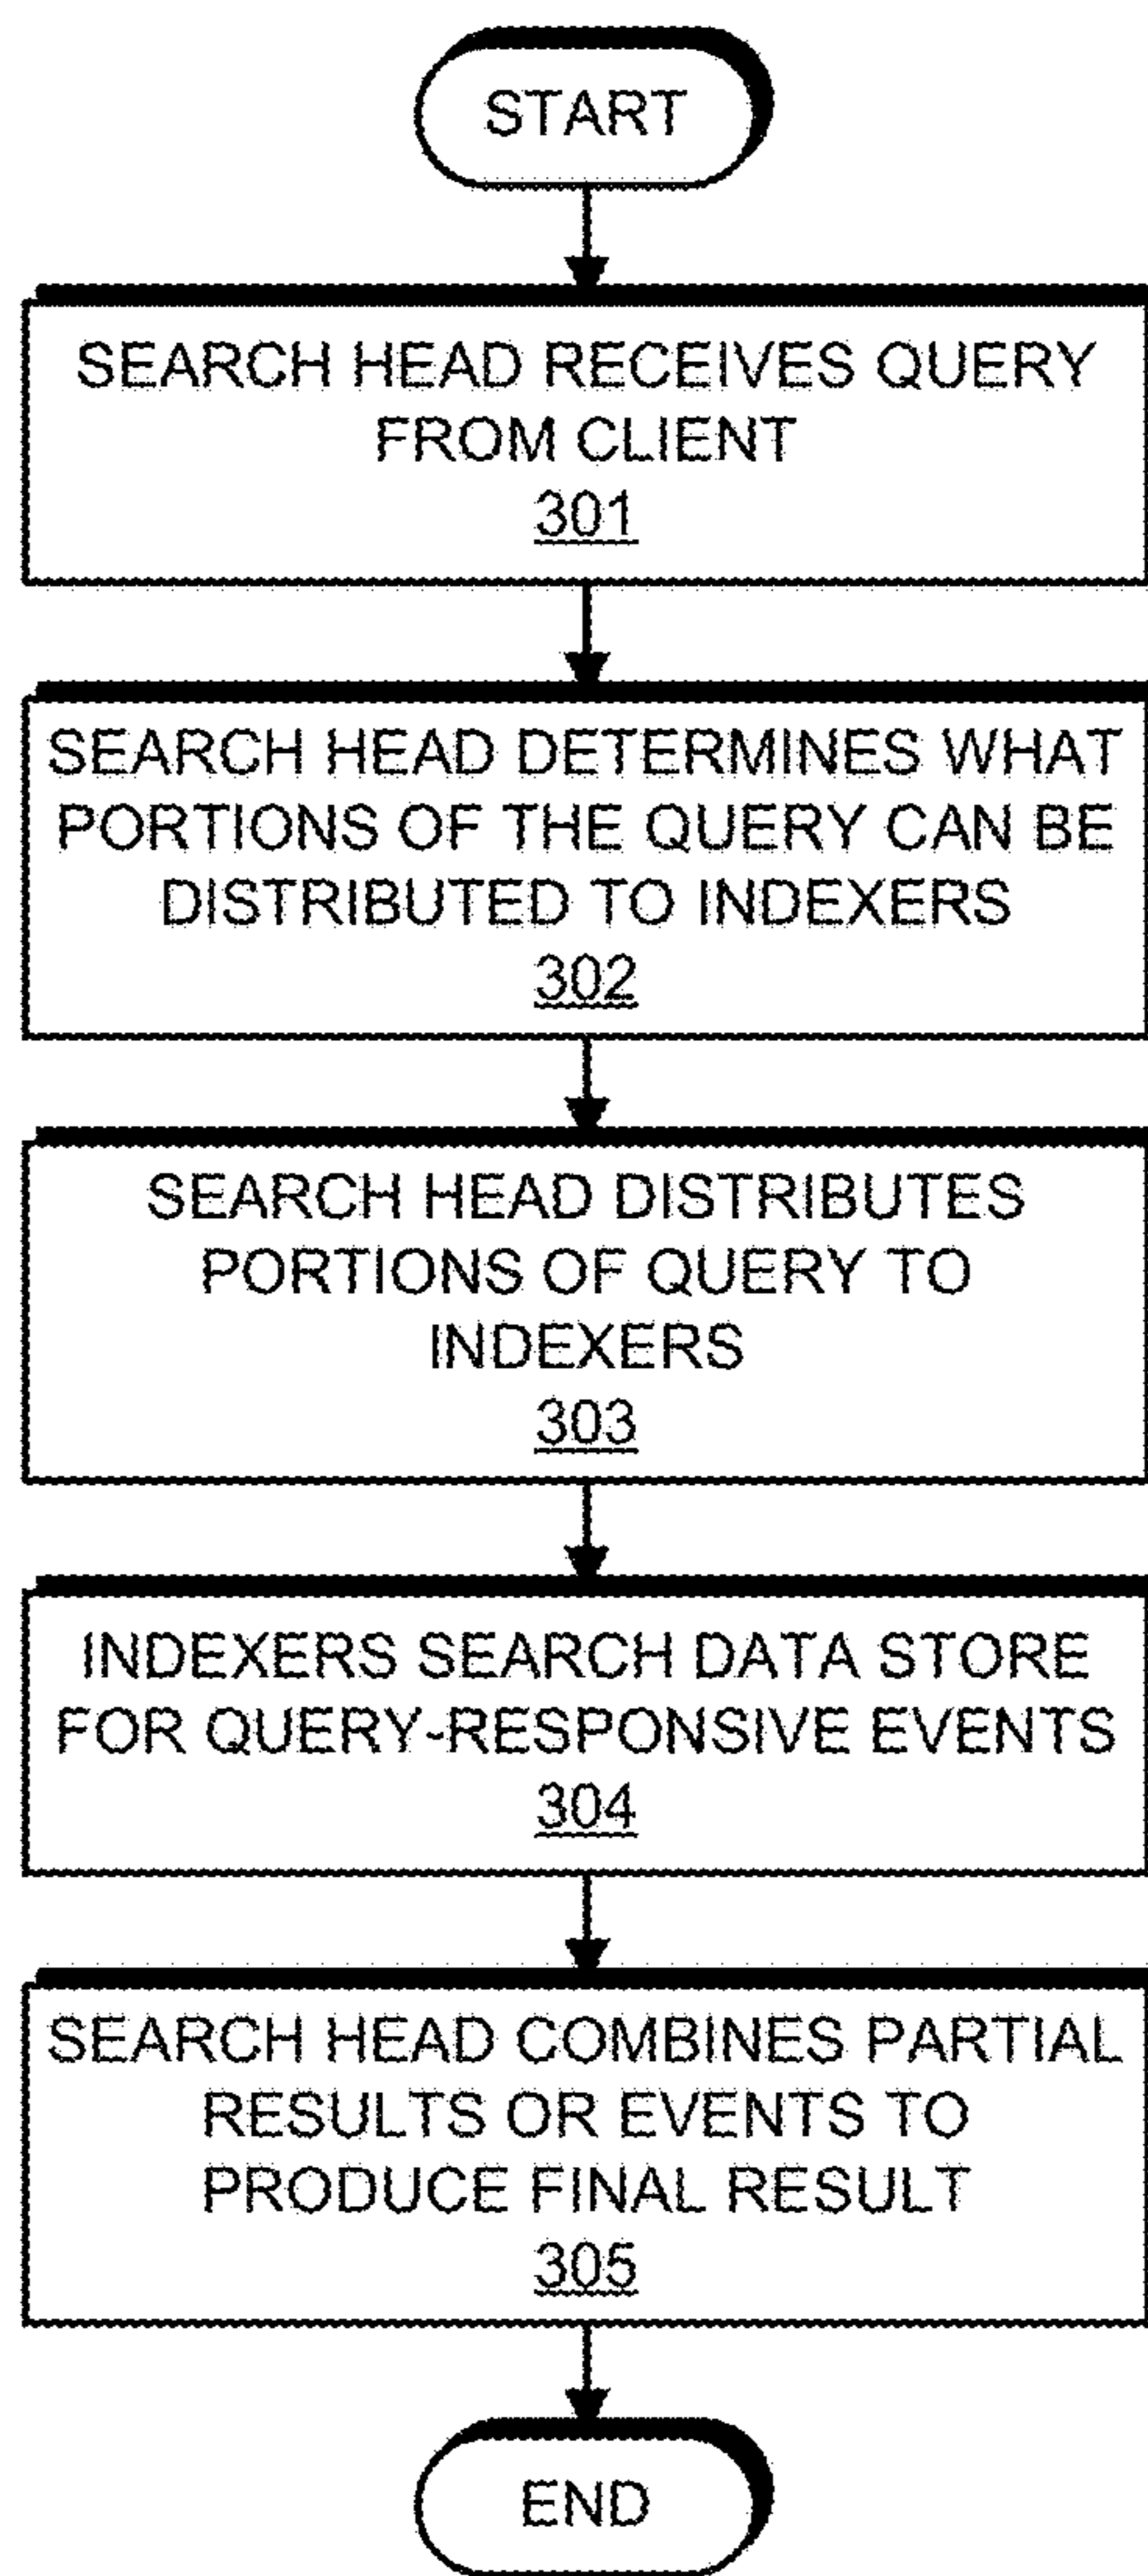 START
SEARCH HEAD RECEIVES QUERY
FROM CLIENT
301
SEARCH HEAD DETERMINES WHAT
PORTIONS OF THE QUERY CAN BE
DISTRIBUTED TO INDEXERS
302
SEARCH HEAD DISTRIBUTES
PORTIONS OF QUERY TO
INDEXERS
303
INDEXERS SEARCH DATA STORE
FOR QUERY-RESPONSIVE EVENTS
304
SEARCH HEAD COMBINES PARTIAL
RESULTS OR EVENTS TO
PRODUCE FINAL RESULT
305
END